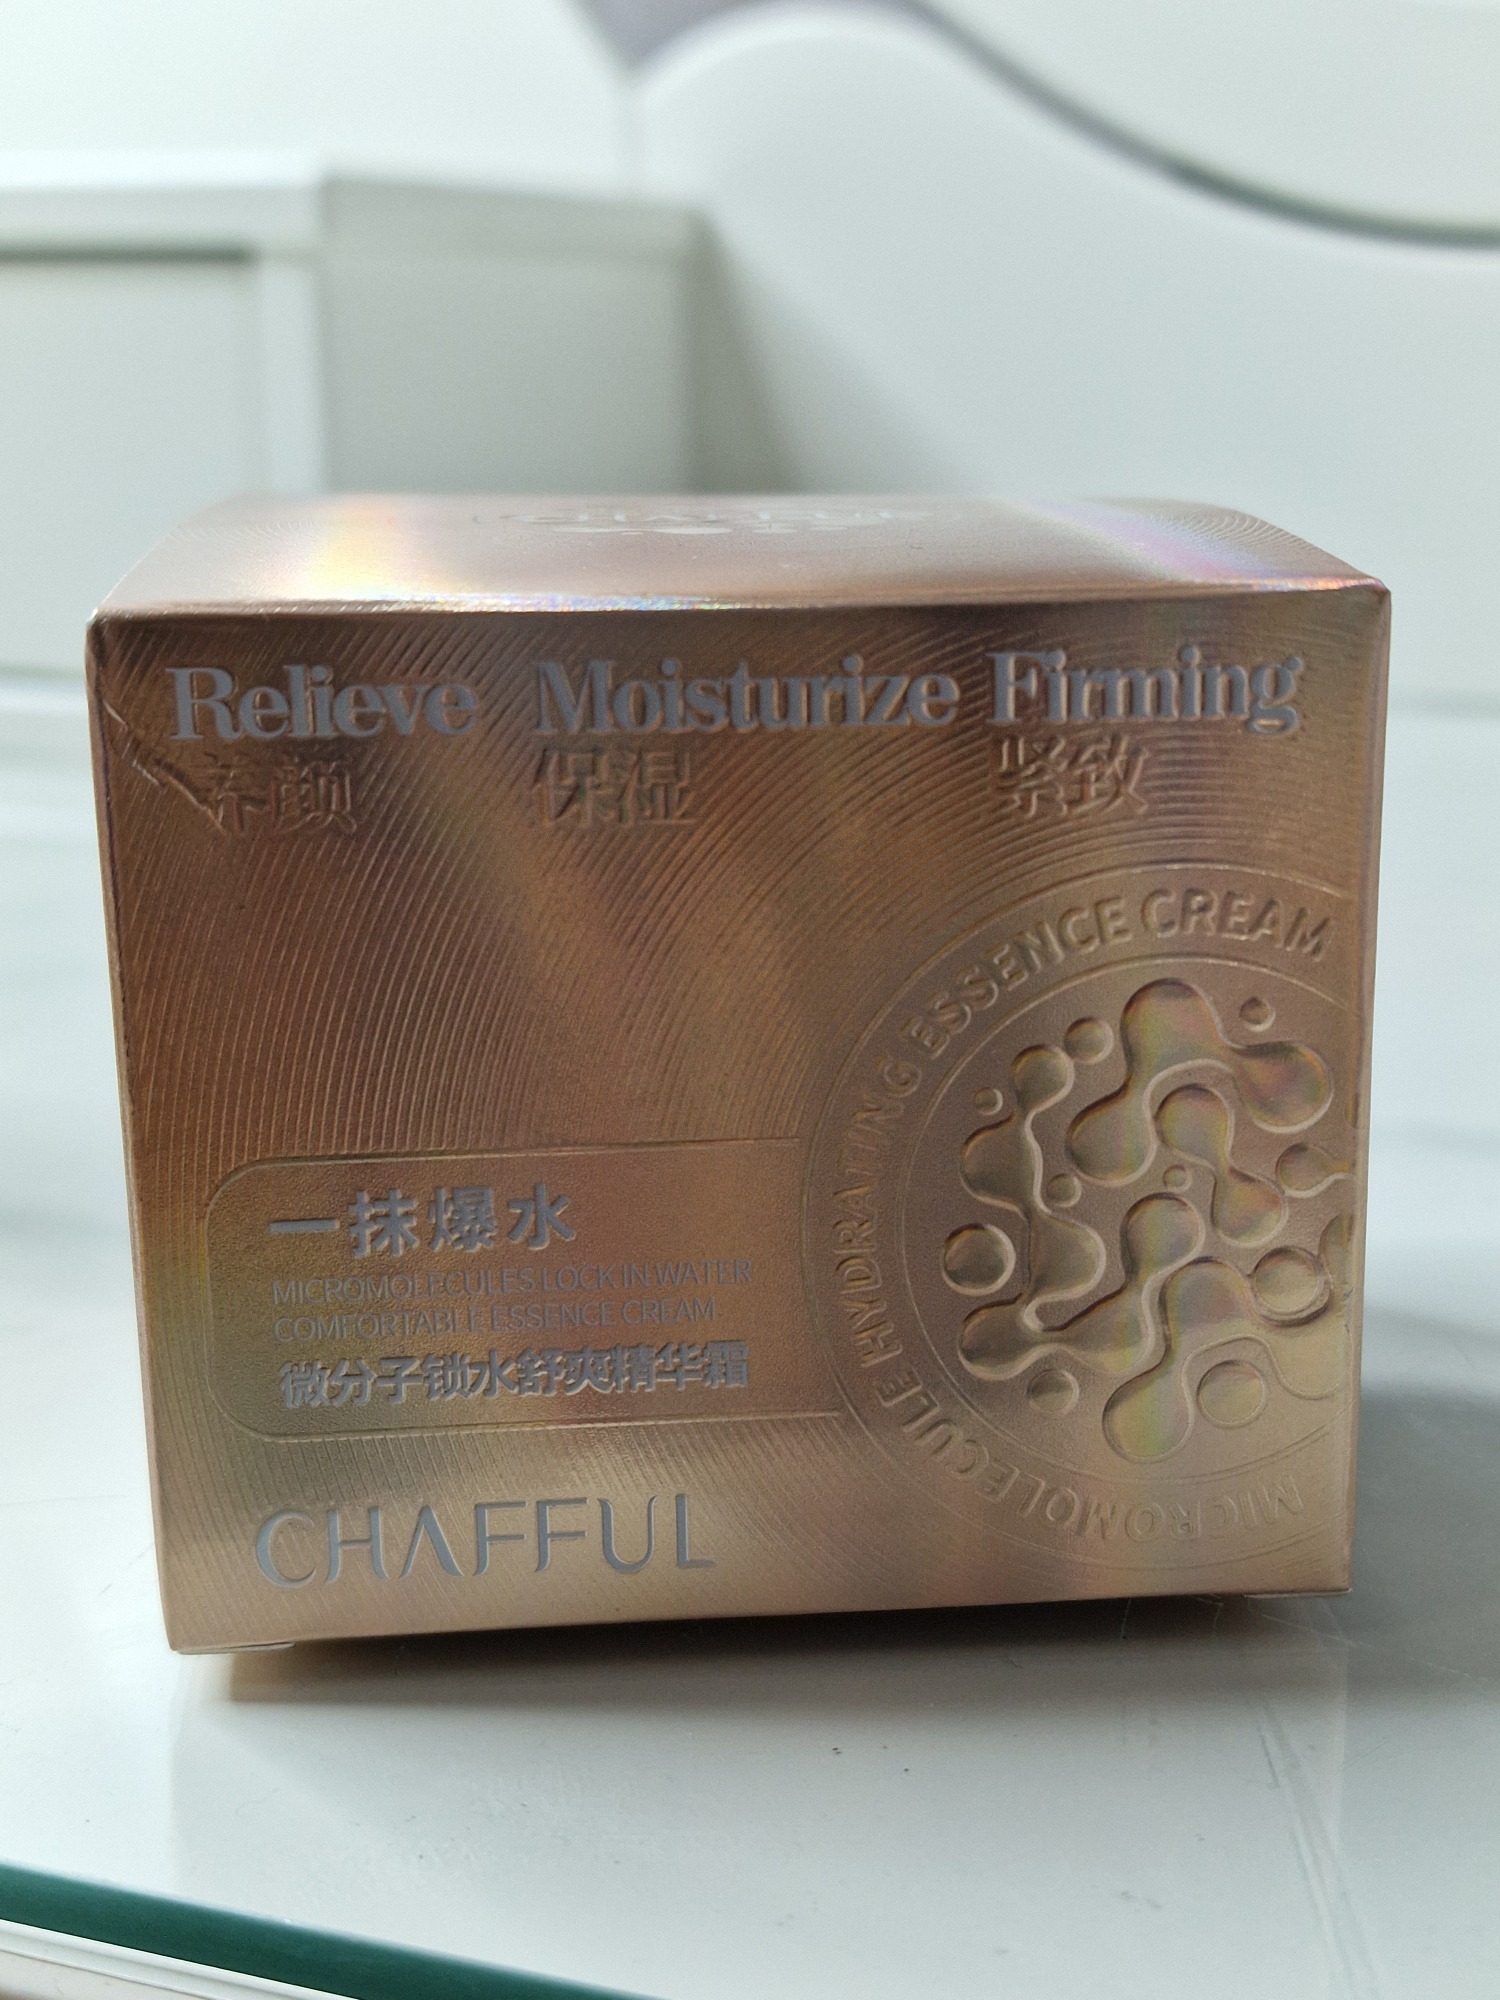 Relieve Moisturize Firming
养颜 保湿 紧致
MICROMOLECULE HYDRATING ESSENCE CREAM
一抹爆水
MICROMOLECULES LOCK IN WATER
COMFORTABLE ESSENCE CREAM
微分子锁水舒爽精华霜
CHAFFUL